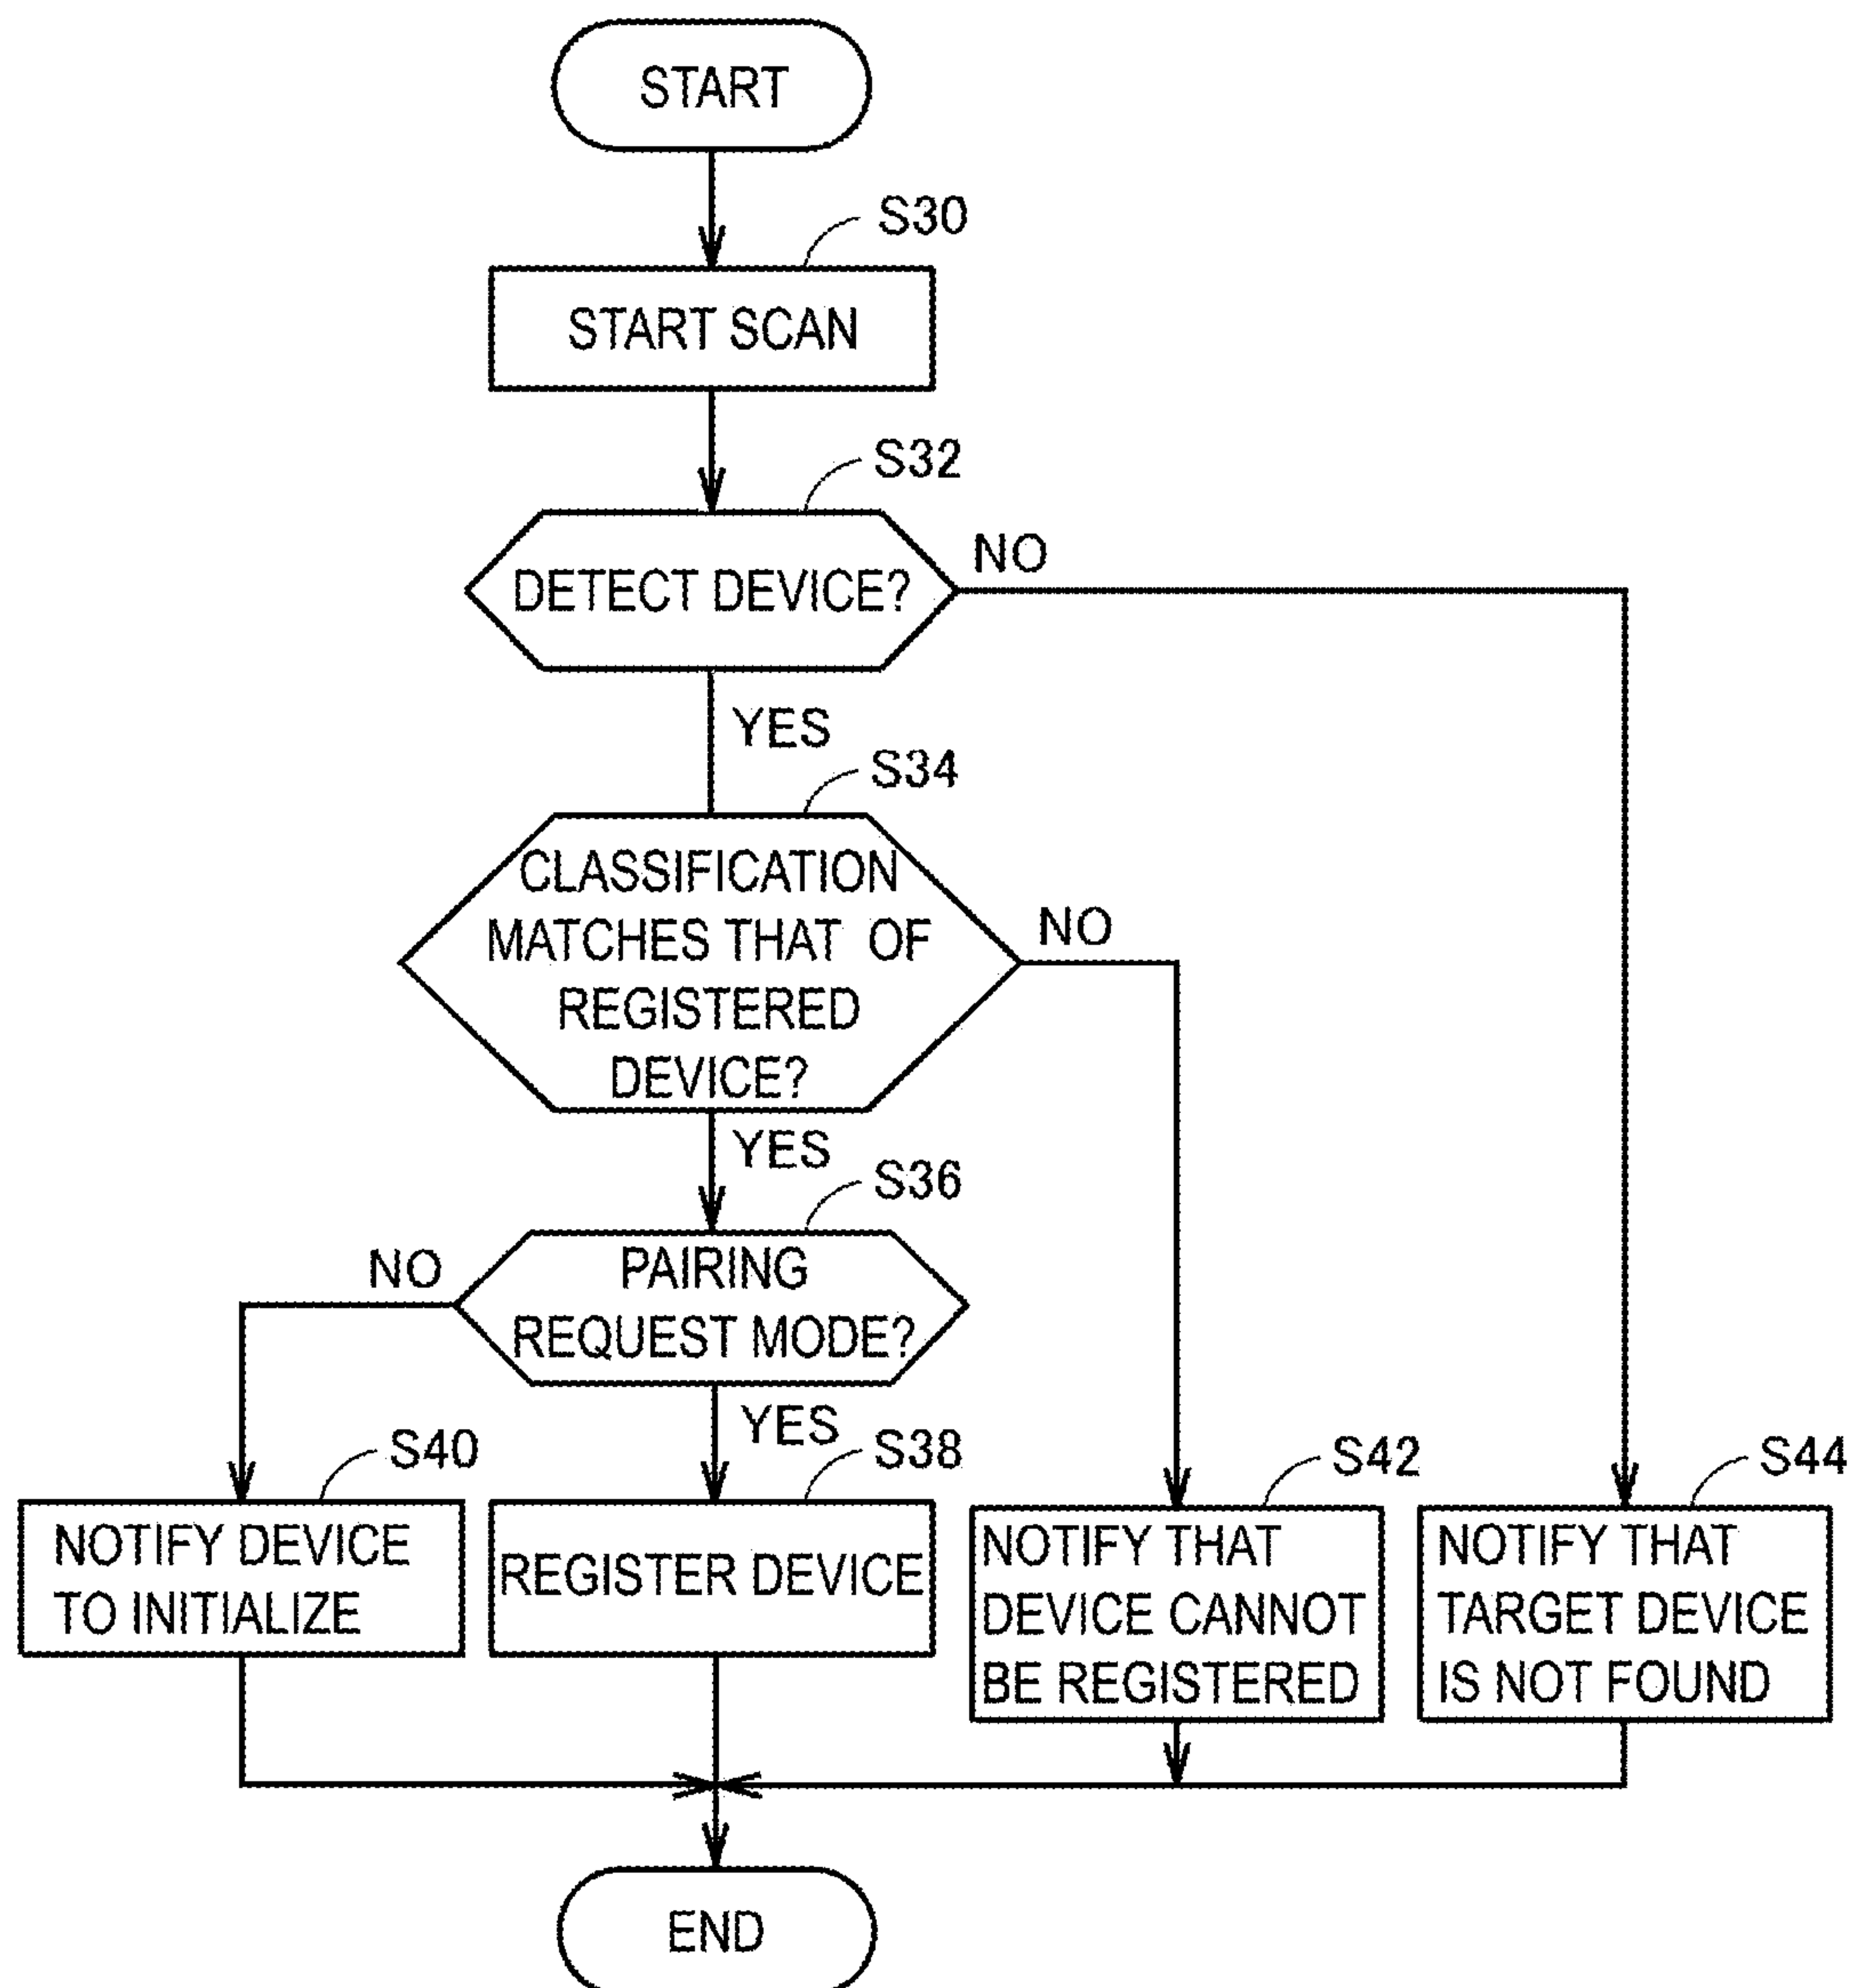 START
S30
START SCAN
S32
DETECT DEVICE?
NO
YES
S34
CLASSIFICATION
MATCHES THAT OF
REGISTERED
DEVICE?
NO
YES
S36
PAIRING
REQUEST MODE?
NO
YES
S40
NOTIFY DEVICE
TO INITIALIZE
S38
REGISTER DEVICE
S42
NOTIFY THAT
DEVICE CANNOT
BE REGISTERED
S44
NOTIFY THAT
TARGET DEVICE
IS NOT FOUND
END